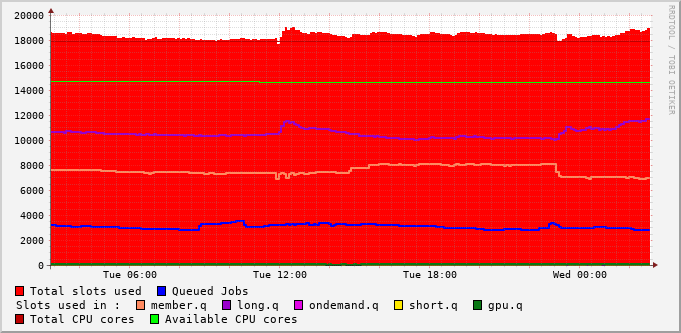 20000
18000
16000
14000
12000
10000
8000
6000
4000
2000
0
Tue 06:00 Tue 12:00 Tue 18:00 Wed 00:00
RRDTOOL / TOBI OETIKER
Total slots used Queued Jobs
Slots used in : member.q long.q ondemand.q short.q gpu.q
Total CPU cores Available CPU cores